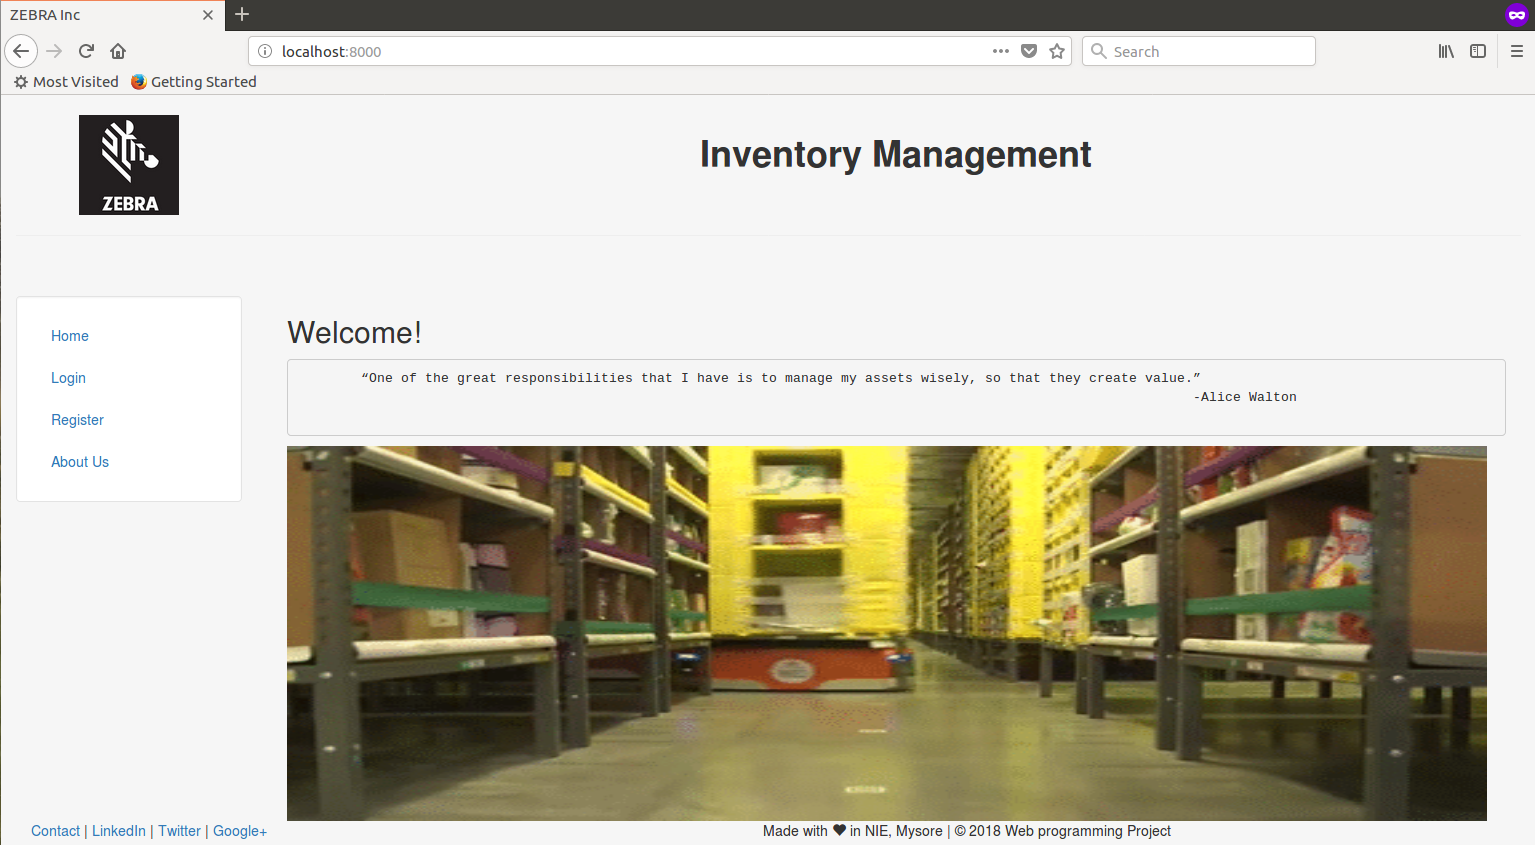 ZEBRA Inc
localhost:8000
Search
Most Visited
Getting Started
ZEBRA
Inventory Management
Home
Login
Register
About Us
Welcome!
“One of the great responsibilities that I have is to manage my assets wisely, so that they create value.”
-Alice Walton
Contact | LinkedIn | Twitter | Google+
Made with ❤ in NIE, Mysore | © 2018 Web programming Project